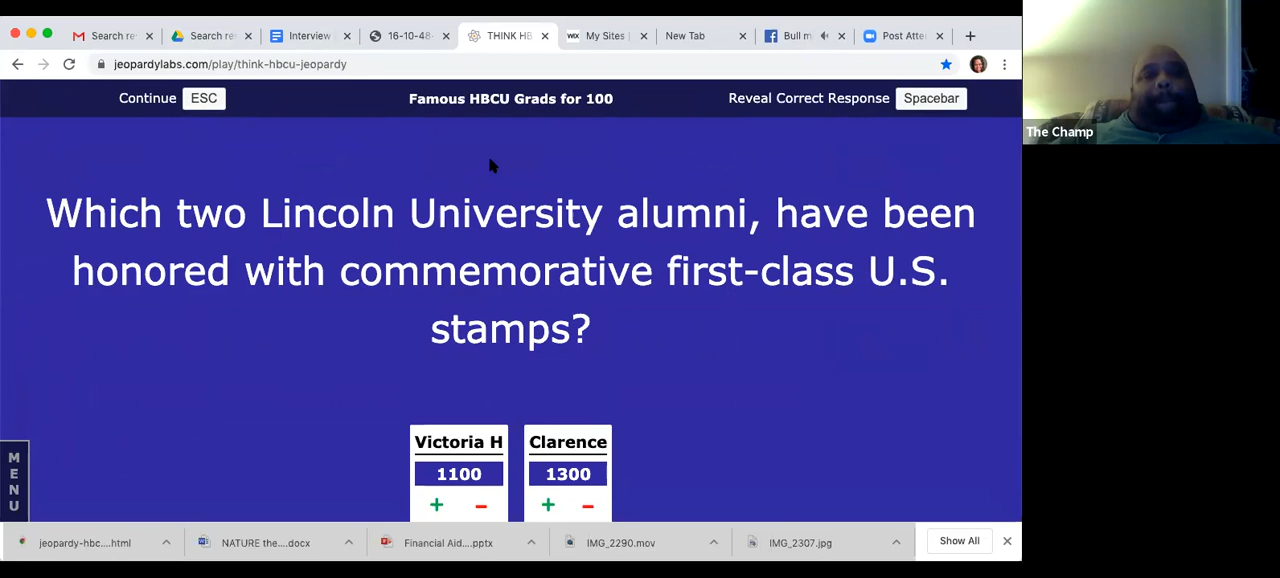 Search re
Search re
Interview
16-10-48-
THINK HB
WIX My Sites |
New Tab
Bull m
Post Atte
jeopardylabs.com/play/think-hbcu-jeopardy
Continue ESC
Famous HBCU Grads for 100
Reveal Correct Response Spacebar
The Champ
Which two Lincoln University alumni, have been
honored with commemorative first-class U.S.
stamps?
MENU
Victoria H
1100
+ −
Clarence
1300
+ −
jeopardy-hbc....html
NATURE the....docx
Financial Aid....pptx
IMG_2290.mov
IMG_2307.jpg
Show All